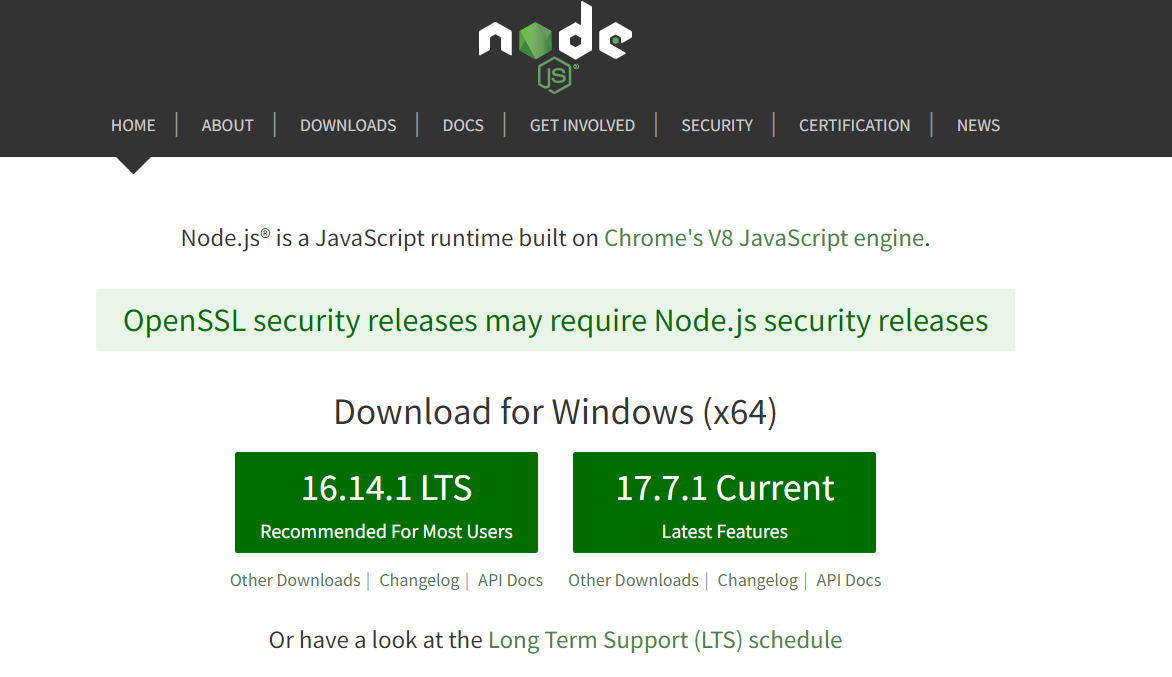 node
JS®
HOME | ABOUT | DOWNLOADS | DOCS | GET INVOLVED | SECURITY | CERTIFICATION | NEWS
Node.js® is a JavaScript runtime built on Chrome's V8 JavaScript engine.
OpenSSL security releases may require Node.js security releases
Download for Windows (x64)
16.14.1 LTS
Recommended For Most Users
Other Downloads | Changelog | API Docs
17.7.1 Current
Latest Features
Other Downloads | Changelog | API Docs
Or have a look at the Long Term Support (LTS) schedule